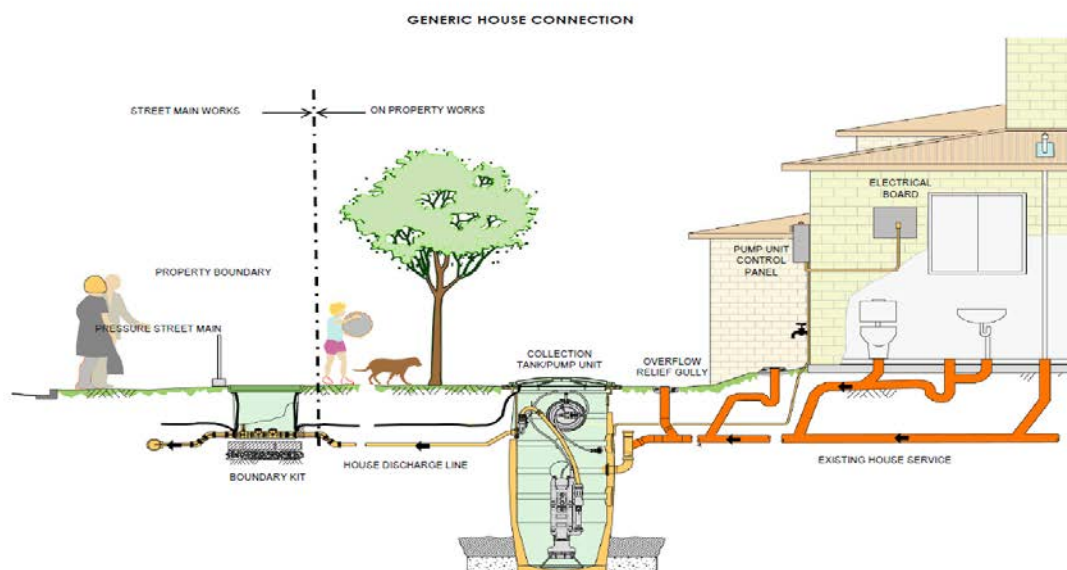 GENERIC HOUSE CONNECTION
STREET MAIN WORKS
ON PROPERTY WORKS
ELECTRICAL
BOARD
PUMP UNIT
CONTROL
PANEL
PROPERTY BOUNDARY
PRESSURE STREET MAIN
COLLECTION
TANK/PUMP UNIT
OVERFLOW
RELIEF GULLY
HOUSE DISCHARGE LINE
EXISTING HOUSE SERVICE
BOUNDARY KIT